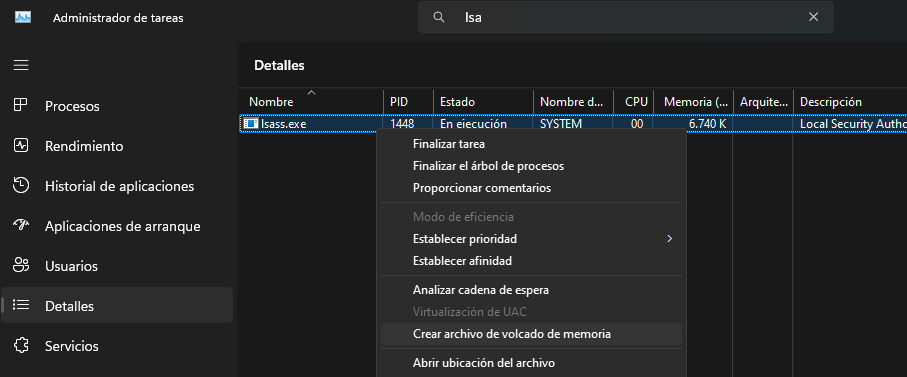 Administrador de tareas
lsa
Procesos
Rendimiento
Historial de aplicaciones
Aplicaciones de arranque
Usuarios
Detalles
Servicios
Detalles
Nombre PID Estado Nombre d... CPU Memoria (... Arquite... Descripción
lsass.exe 1448 En ejecución SYSTEM 00 6.740 K Local Security Autho
Finalizar tarea
Finalizar el árbol de procesos
Proporcionar comentarios
Modo de eficiencia
Establecer prioridad
Establecer afinidad
Analizar cadena de espera
Virtualización de UAC
Crear archivo de volcado de memoria
Abrir ubicación del archivo